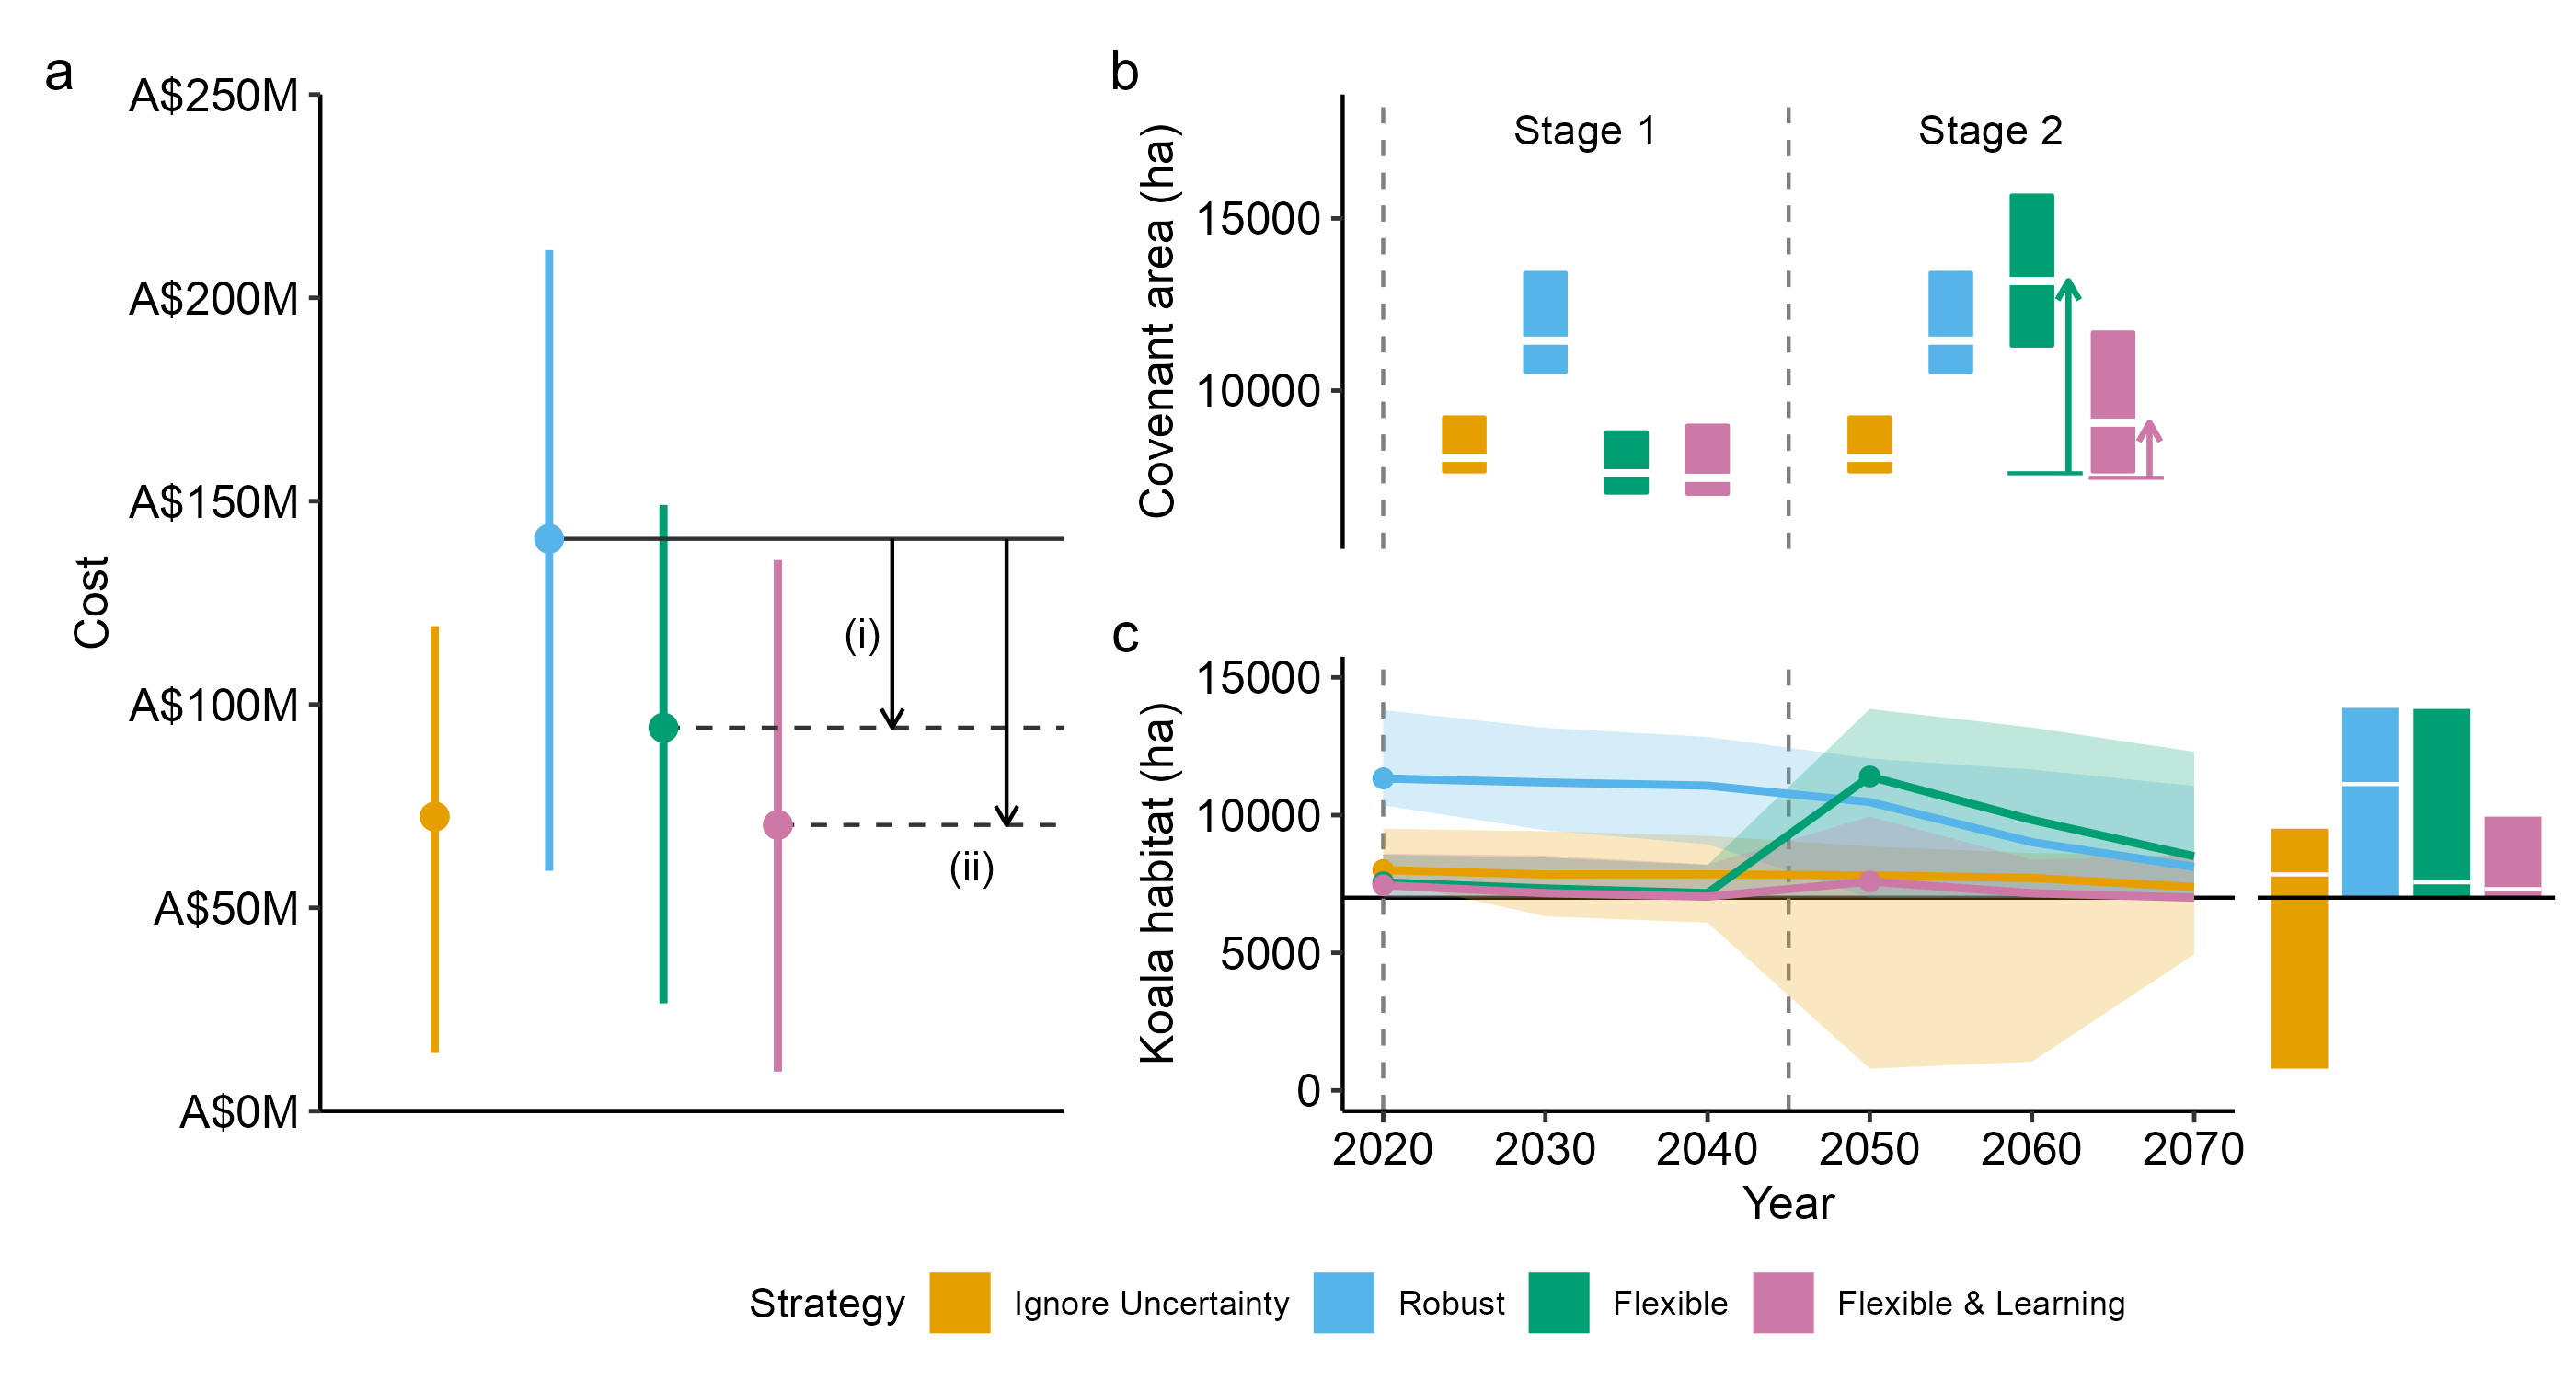 a
A$250M
A$200M
A$150M
A$100M
A$50M
A$0M
Cost
(i)
(ii)
b
Stage 1
Stage 2
Covenant area (ha)
15000
10000
c
Koala habitat (ha)
15000
10000
5000
0
2020 2030 2040 2050 2060 2070
Year
Strategy Ignore Uncertainty Robust Flexible Flexible & Learning